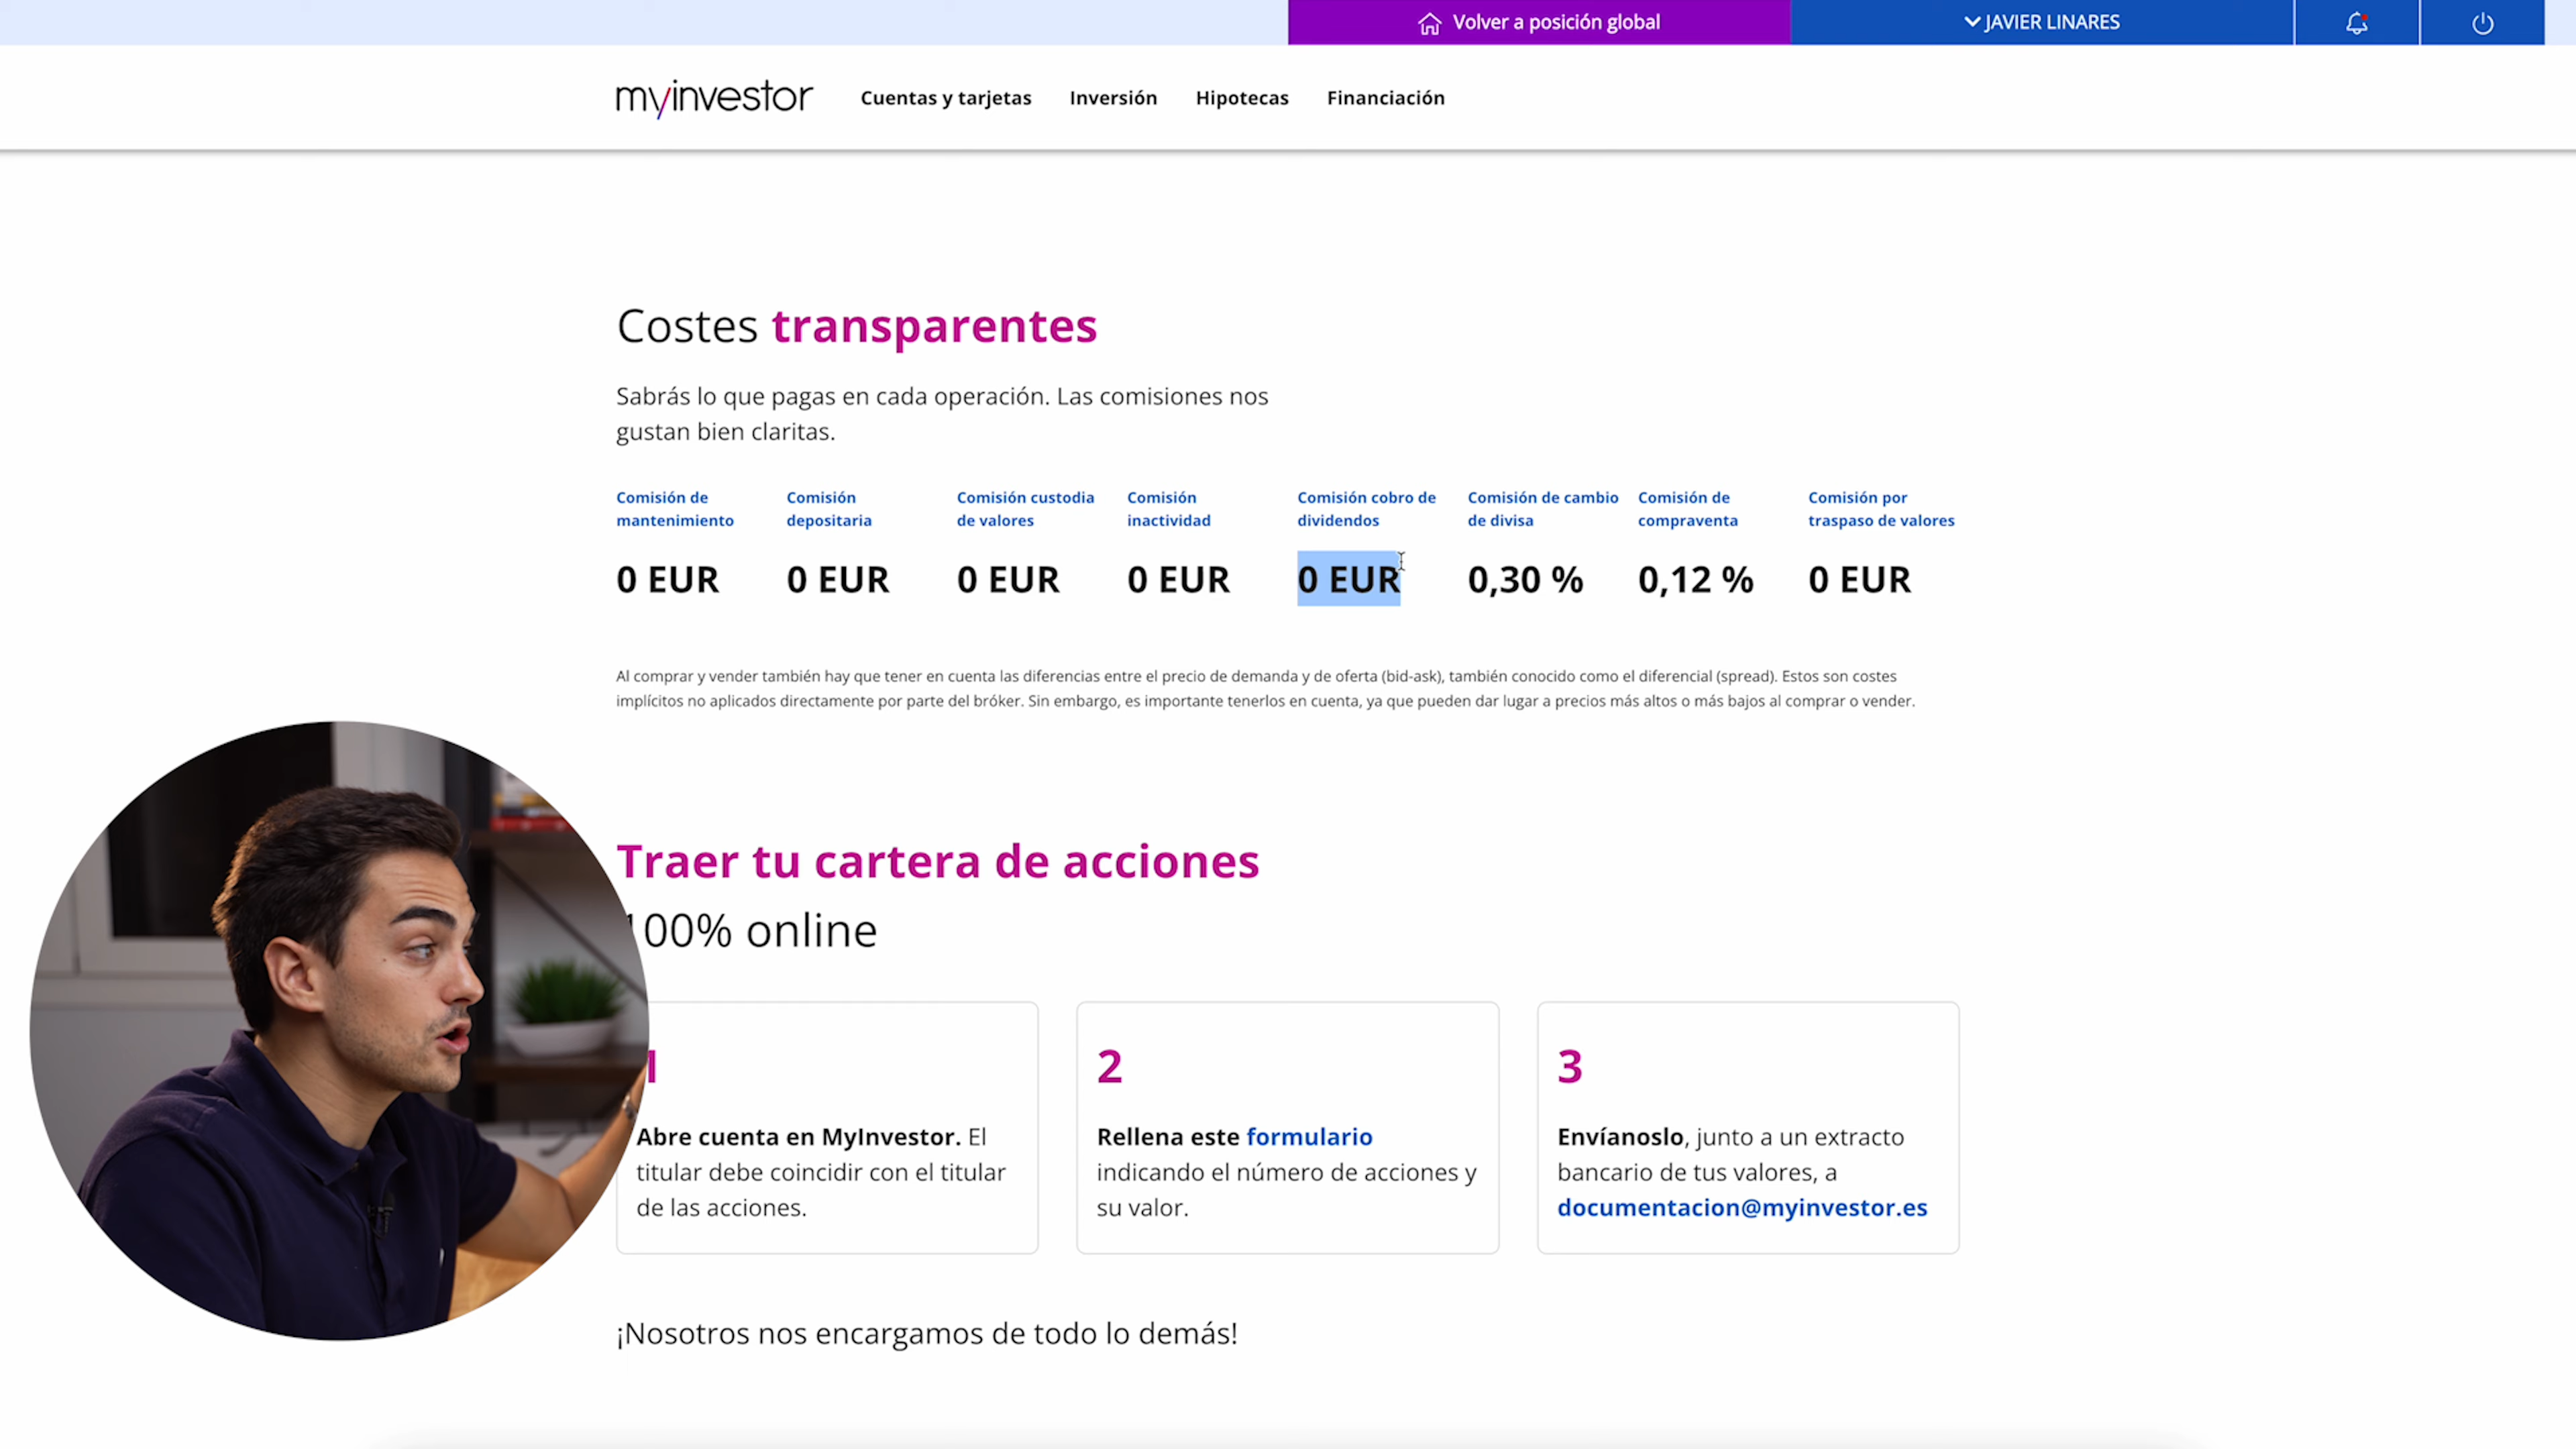 Volver a posición global
JAVIER LINARES
myinvestor
Cuentas y tarjetas
Inversión
Hipotecas
Financiación
Costes transparentes
Sabrás lo que pagas en cada operación. Las comisiones nos
gustan bien claritas.
Comisión de
mantenimiento
0 EUR
Comisión
depositaria
0 EUR
Comisión custodia
de valores
0 EUR
Comisión
inactividad
0 EUR
Comisión cobro de
dividendos
0 EUR
Comisión de cambio
de divisa
0,30 %
Comisión de
compraventa
0,12 %
Comisión por
traspaso de valores
0 EUR
Al comprar y vender también hay que tener en cuenta las diferencias entre el precio de demanda y de oferta (bid-ask), también conocido como el diferencial (spread). Estos son costes
implícitos no aplicados directamente por parte del bróker. Sin embargo, es importante tenerlos en cuenta, ya que pueden dar lugar a precios más altos o más bajos al comprar o vender.
Traer tu cartera de acciones
100% online
1
Abre cuenta en MyInvestor. El
titular debe coincidir con el titular
de las acciones.
2
Rellena este formulario
indicando el número de acciones y
su valor.
3
Envíanoslo, junto a un extracto
bancario de tus valores, a
documentacion@myinvestor.es
¡Nosotros nos encargamos de todo lo demás!